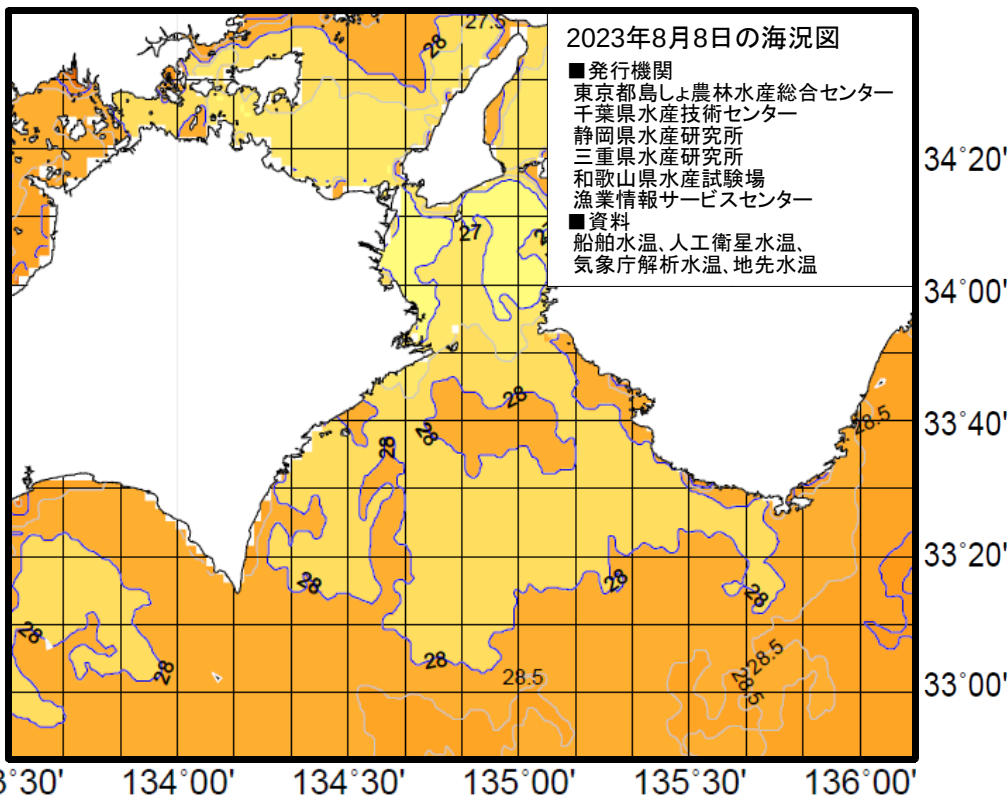 2023年8月8日の海況図
■発行機関
東京都島しょ農林水産総合センター
千葉県水産技術センター
静岡県水産研究所
三重県水産研究所
和歌山県水産試験場
漁業情報サービスセンター
■資料
船舶水温、人工衛星水温、
気象庁解析水温、地先水温
27.5
28
27
28
28
28
28.5
28
28
28
28
28
28
28.5
28.5
28.5
34°20'
34°00'
33°40'
33°20'
33°00'
3°30'
134°00'
134°30'
135°00'
135°30'
136°00'